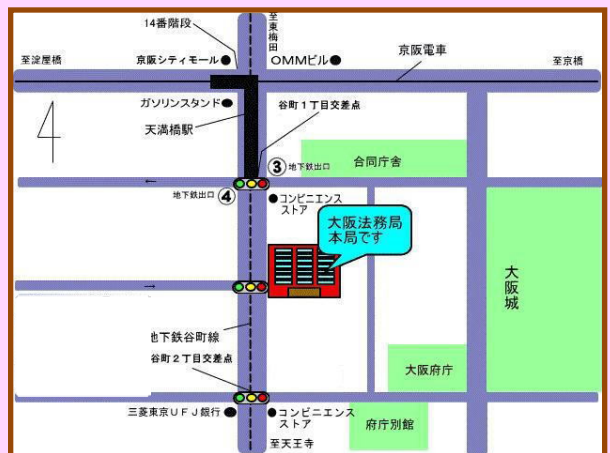 14番階段
至東梅田
至淀屋橋
京阪シティモール
OMMビル
京阪電車
至京橋
ガソリンスタンド
谷町1丁目交差点
天満橋駅
③地下鉄出口
合同庁舎
←
地下鉄出口④
コンビニエンス
ストア
大阪法務局
本局です
大阪城
→
地下鉄谷町線
谷町2丁目交差点
大阪府庁
三菱東京UFJ銀行
コンビニエンス
ストア
府庁別館
至天王寺